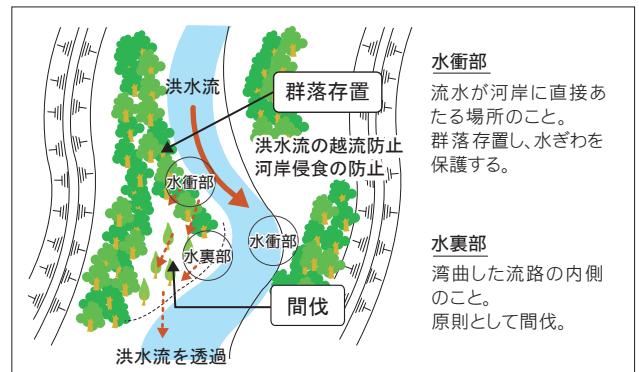 洪水流
群落存置
洪水流の越流防止
河岸侵食の防止
水衝部
水衝部
水裏部
間伐
洪水流を透過
水衝部
流水が河岸に直接あ
たる場所のこと。
群落存置し、水ぎわを
保護する。
水裏部
湾曲した流路の内側
のこと。
原則として間伐。